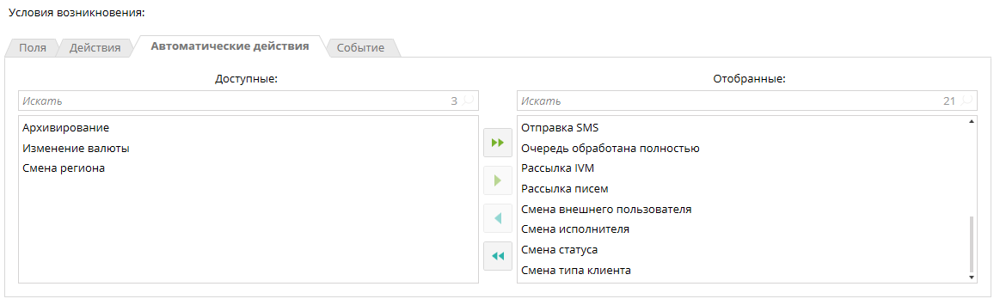 Условия возникновения:
Поля Действия Автоматические действия Событие
Доступные:
Искать 3
Архивирование
Изменение валюты
Смена региона
Отобранные:
Искать 21
Отправка SMS
Очередь обработана полностью
Рассылка IVM
Рассылка писем
Смена внешнего пользователя
Смена исполнителя
Смена статуса
Смена типа клиента